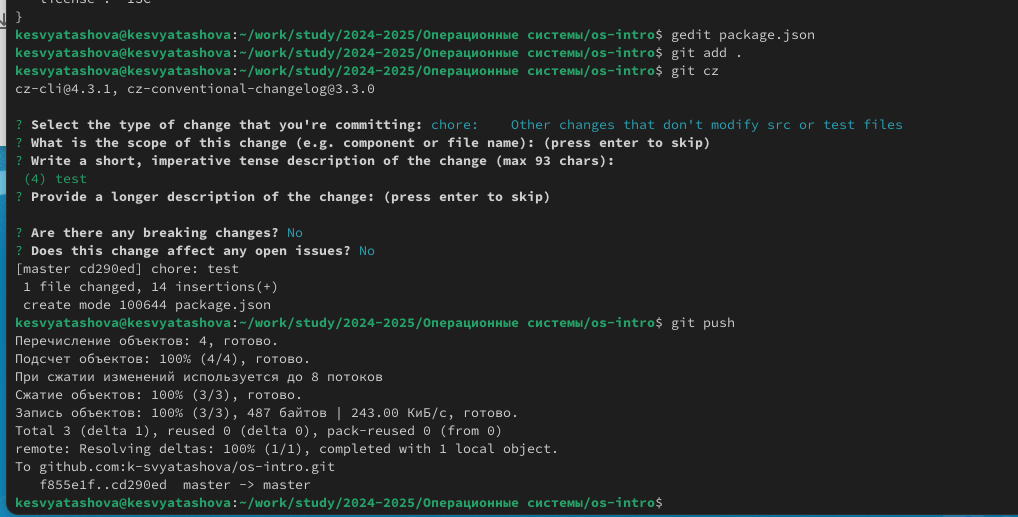 }
kesvyatashova@kesvyatashova:~/work/study/2024-2025/Операционные системы/os-intro$ gedit package.json
kesvyatashova@kesvyatashova:~/work/study/2024-2025/Операционные системы/os-intro$ git add .
kesvyatashova@kesvyatashova:~/work/study/2024-2025/Операционные системы/os-intro$ git cz
cz-cli@4.3.1, cz-conventional-changelog@3.3.0
? Select the type of change that you're committing: chore:    Other changes that don't modify src or test files
? What is the scope of this change (e.g. component or file name): (press enter to skip)
? Write a short, imperative tense description of the change (max 93 chars):
 (4) test
? Provide a longer description of the change: (press enter to skip)
? Are there any breaking changes? No
? Does this change affect any open issues? No
[master cd290ed] chore: test
 1 file changed, 14 insertions(+)
 create mode 100644 package.json
kesvyatashova@kesvyatashova:~/work/study/2024-2025/Операционные системы/os-intro$ git push
Перечисление объектов: 4, готово.
Подсчет объектов: 100% (4/4), готово.
При сжатии изменений используется до 8 потоков
Сжатие объектов: 100% (3/3), готово.
Запись объектов: 100% (3/3), 487 байтов | 243.00 КиБ/с, готово.
Total 3 (delta 1), reused 0 (delta 0), pack-reused 0 (from 0)
remote: Resolving deltas: 100% (1/1), completed with 1 local object.
To github.com:k-svyatashova/os-intro.git
   f855e1f..cd290ed  master -> master
kesvyatashova@kesvyatashova:~/work/study/2024-2025/Операционные системы/os-intro$